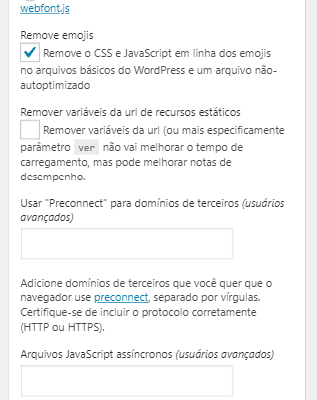 webfont.js
Remove emojis
Remove o CSS e JavaScript em linha dos emojis
no arquivos básicos do WordPress e um arquivo não-
autoptimizado
Remover variáveis da url de recursos estáticos
Remover variáveis da url (ou mais especificamente
parâmetro ver não vai melhorar o tempo de
carregamento, mas pode melhorar notas de
desempenho.
Usar "Preconnect" para domínios de terceiros (usuários
avançados)
Adicione domínios de terceiros que você quer que o
navegador use preconnect, separado por vírgulas.
Certifique-se de incluir o protocolo corretamente
(HTTP ou HTTPS).
Arquivos JavaScript assíncronos (usuários avançados)